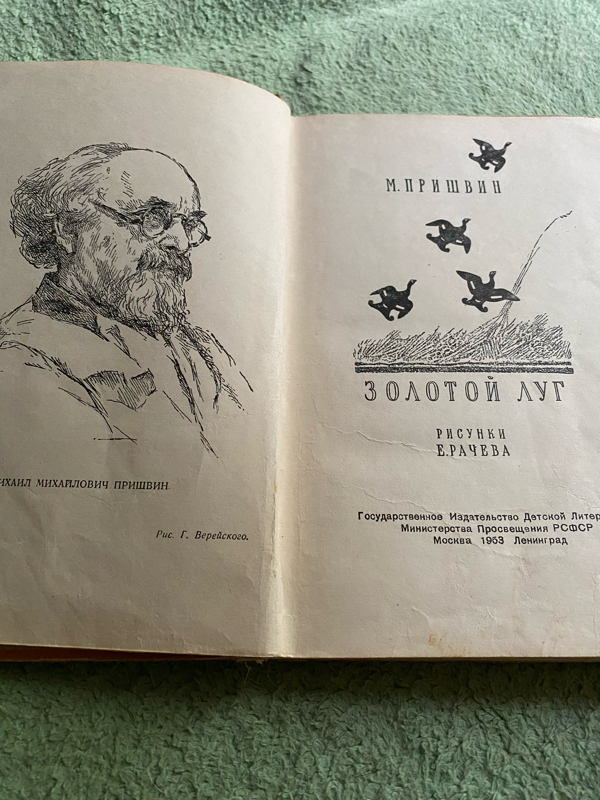 ИХАИЛ МИХАЙЛОВИЧ ПРИШВИН
Рис. Г. Верейского.
М. ПРИШВИН
ЗОЛОТОЙ ЛУГ
РИСУНКИ
Е. РАЧЕВА
Государственное Издательство Детской Литер
Министерства Просвещения РСФСР
Москва 1953 Ленинград